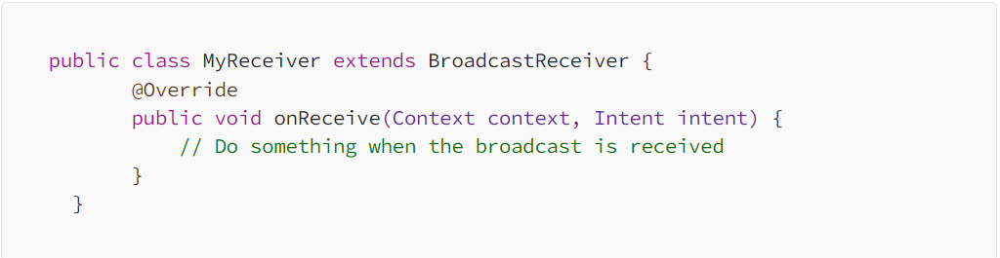 public class MyReceiver extends BroadcastReceiver {
@Override
public void onReceive(Context context, Intent intent) {
// Do something when the broadcast is received
}
}